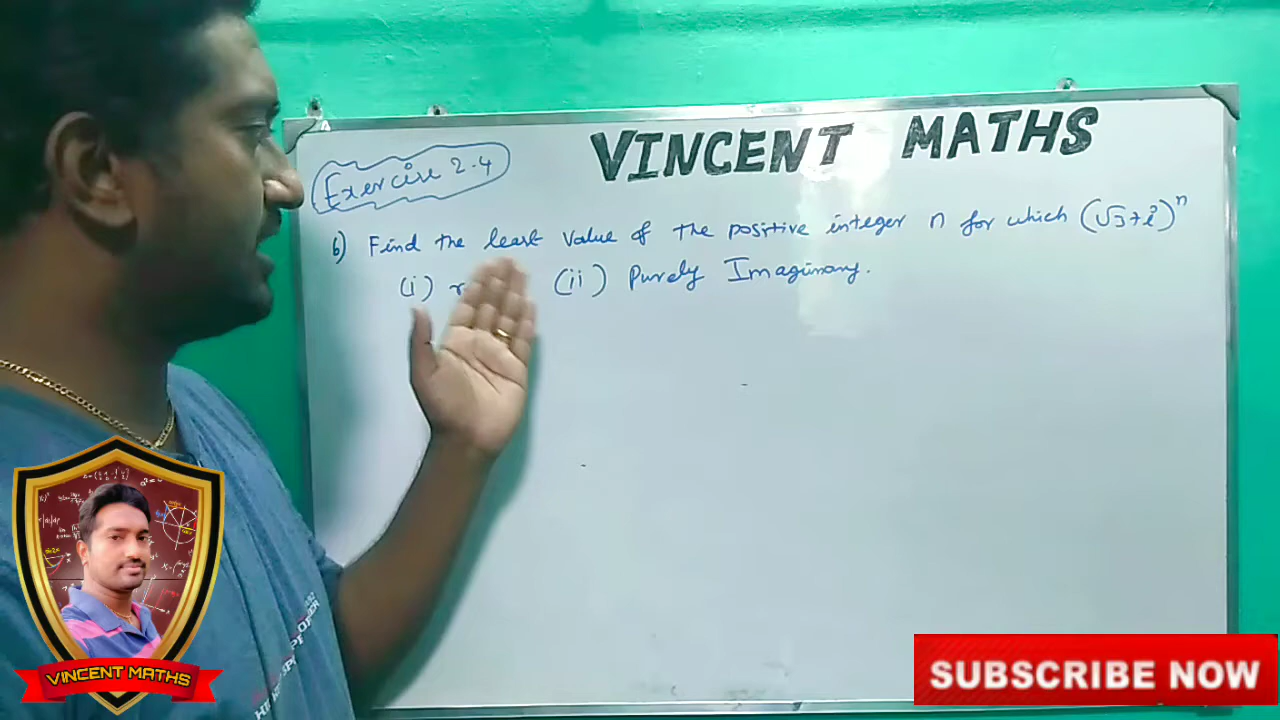 VINCENT MATHS
Exercise 2.4
6) Find the least value of the positive integer n for which (√3+i)ⁿ
(i) (ii) Purely Imaginary.
VINCENT MATHS
SUBSCRIBE NOW